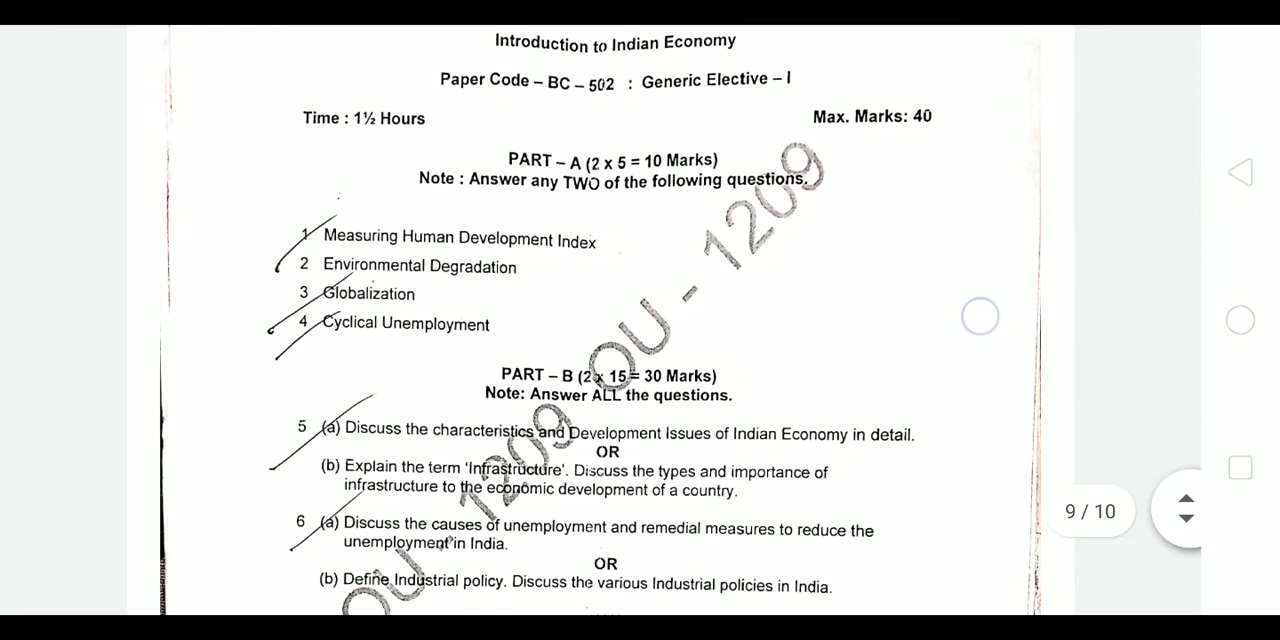 Introduction to Indian Economy
Paper Code – BC – 502 : Generic Elective – I
Time : 1½ Hours
Max. Marks: 40
PART – A (2 x 5 = 10 Marks)
Note : Answer any TWO of the following questions.
1 Measuring Human Development Index
2 Environmental Degradation
3 Globalization
4 Cyclical Unemployment
PART – B (2 x 15 = 30 Marks)
Note: Answer ALL the questions.
5 (a) Discuss the characteristics and Development Issues of Indian Economy in detail.
OR
(b) Explain the term 'Infrastructure'. Discuss the types and importance of
infrastructure to the economic development of a country.
6 (a) Discuss the causes of unemployment and remedial measures to reduce the
unemployment in India.
OR
(b) Define Industrial policy. Discuss the various Industrial policies in India.
OU - 1209 OU - 1209
9 / 10